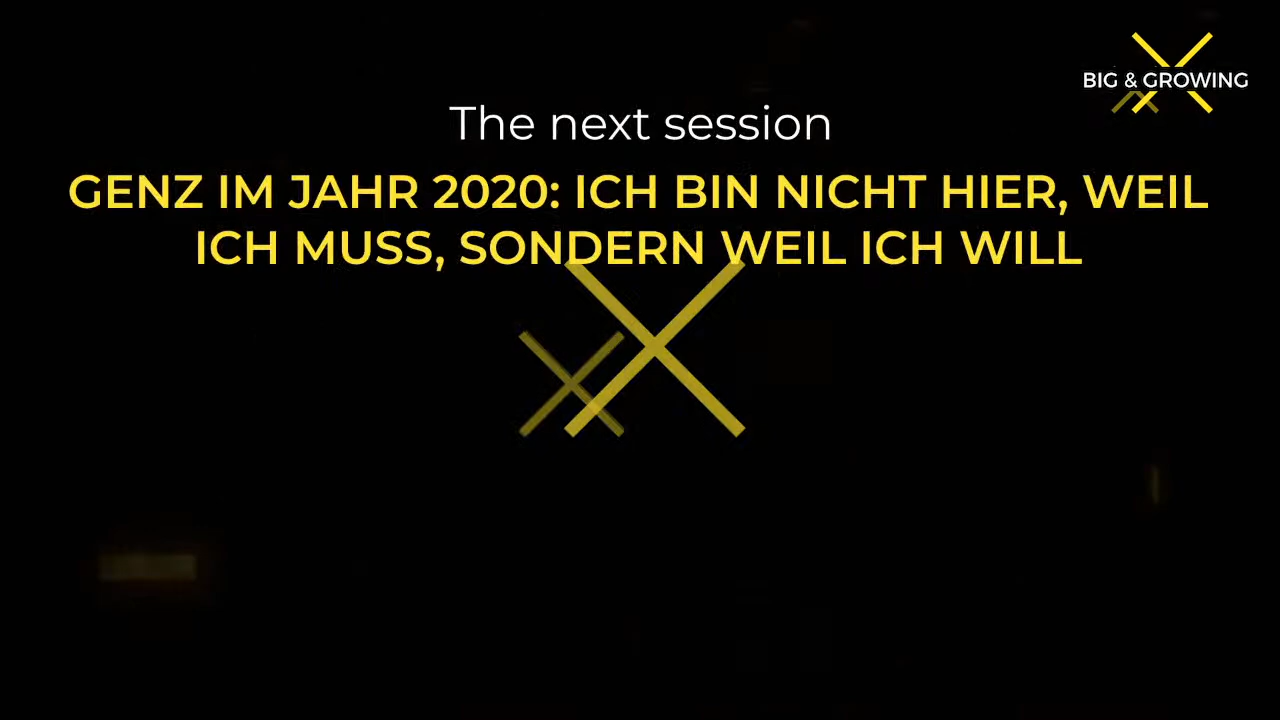 BIG & GROWING
The next session
GENZ IM JAHR 2020: ICH BIN NICHT HIER, WEIL
ICH MUSS, SONDERN WEIL ICH WILL